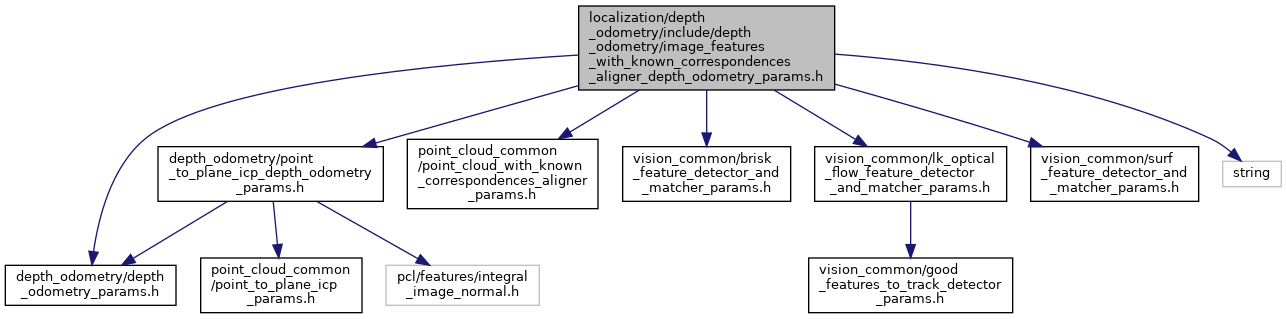 localization/depth
_odometry/include/depth
_odometry/image_features
_with_known_correspondences
_aligner_depth_odometry_params.h
depth_odometry/point
_to_plane_icp_depth_odometry
_params.h
point_cloud_common
/point_cloud_with_known
_correspondences_aligner
_params.h
vision_common/brisk
_feature_detector_and
_matcher_params.h
vision_common/lk_optical
_flow_feature_detector
_and_matcher_params.h
vision_common/surf
_feature_detector_and
_matcher_params.h
string
depth_odometry/depth
_odometry_params.h
point_cloud_common
/point_to_plane_icp
_params.h
pcl/features/integral
_image_normal.h
vision_common/good
_features_to_track_detector
_params.h